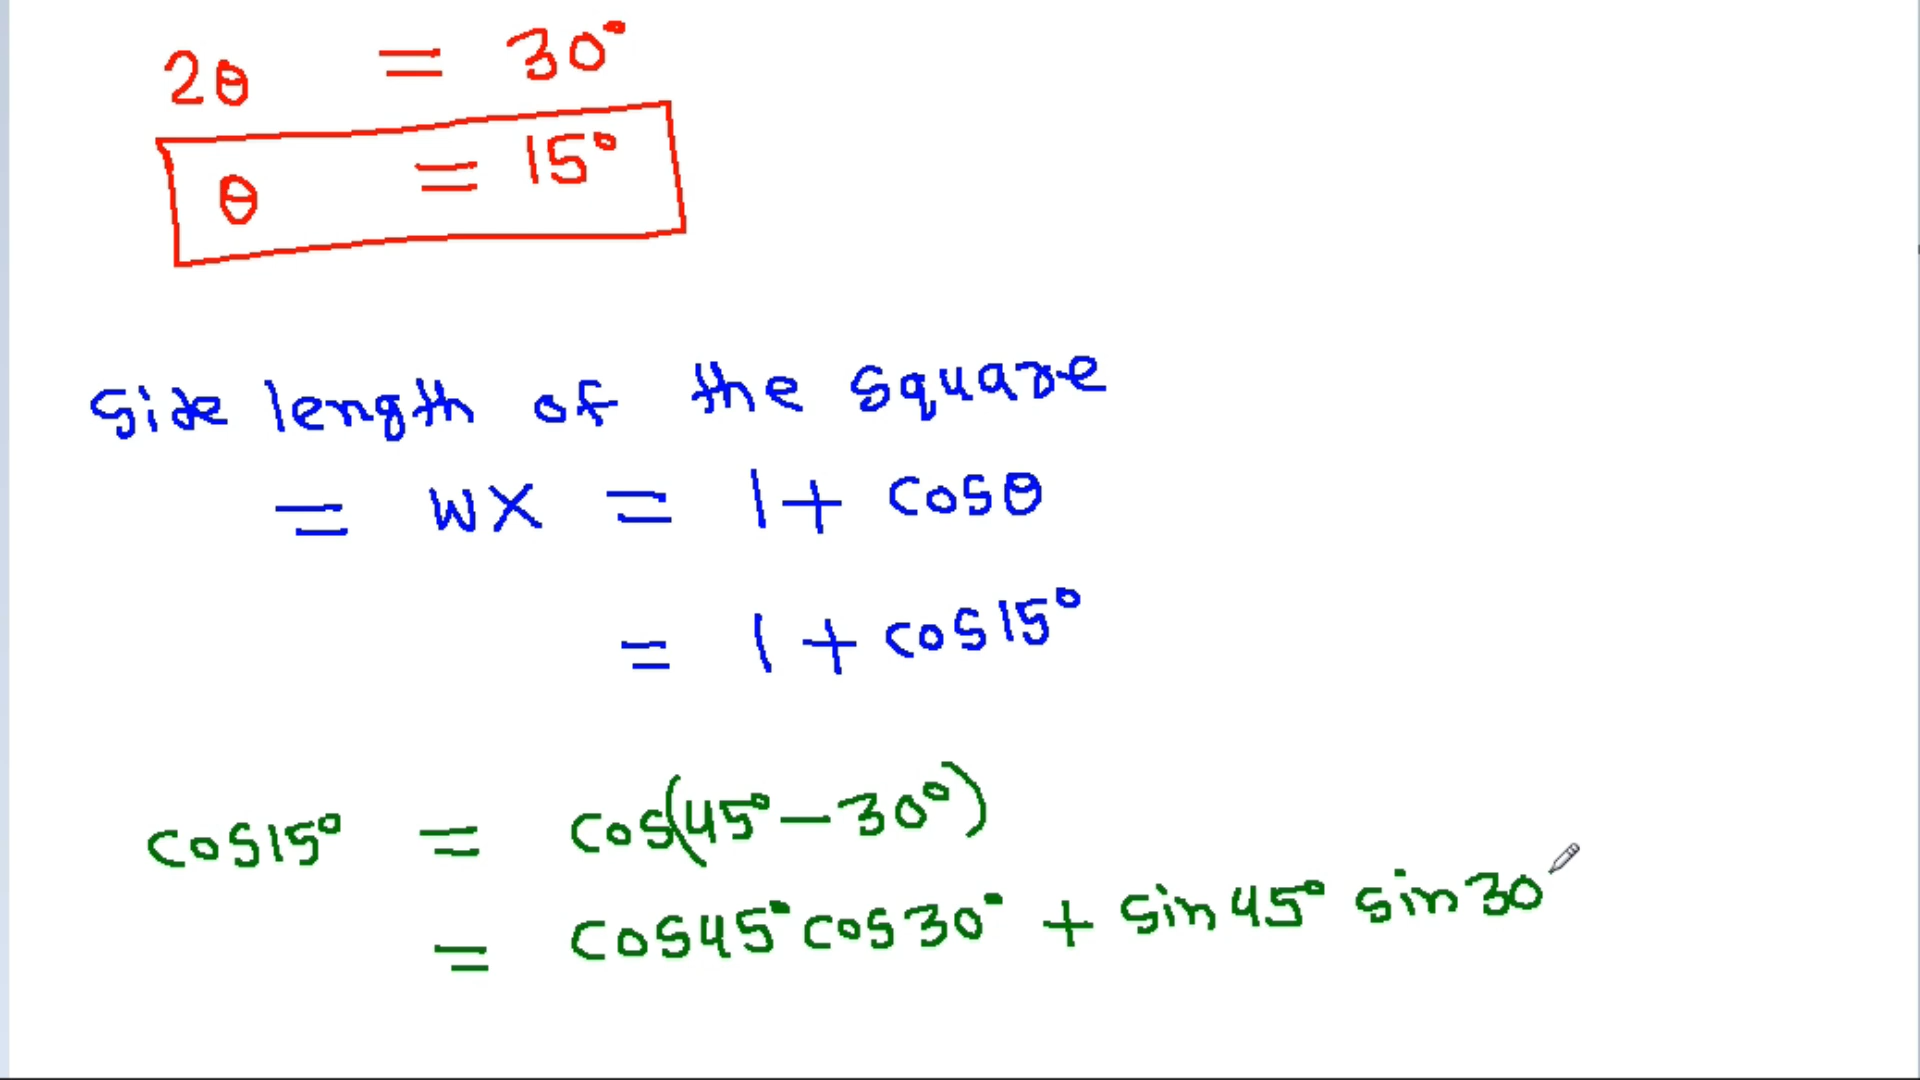 2θ = 30°
θ = 15°
Side length of the square
= WX = 1 + cosθ
= 1 + cos15°
cos15° = cos(45° - 30°)
= cos45° cos30° + sin45° sin30